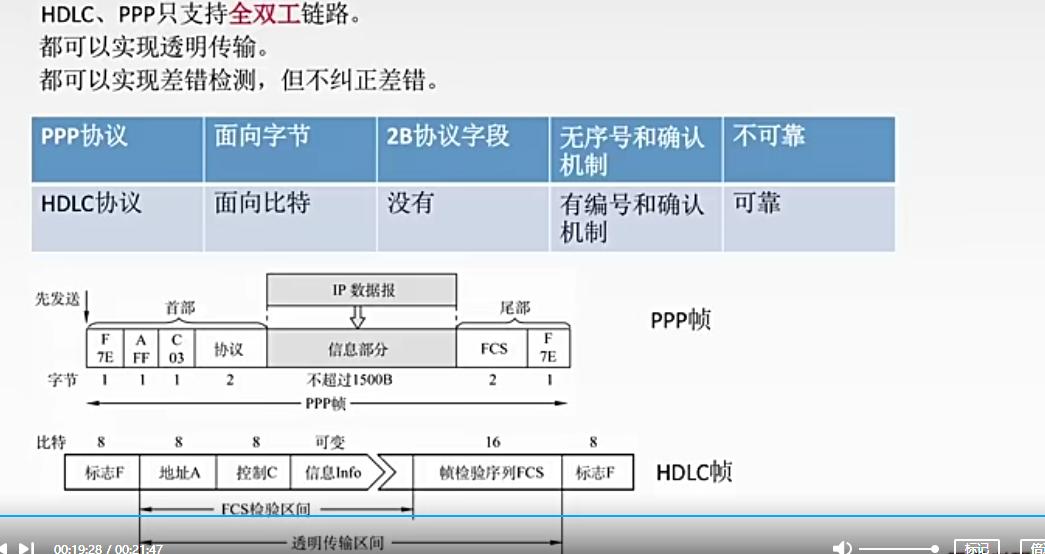 HDLC、PPP只支持全双工链路。
都可以实现透明传输。
都可以实现差错检测，但不纠正差错。
PPP协议 面向字节 2B协议字段 无序号和确认机制 不可靠
HDLC协议 面向比特 没有 有编号和确认机制 可靠
IP 数据报
先发送 首部 尾部
PPP帧
F 7E A FF C 03 协议 信息部分 FCS F 7E
字节 1 1 1 2 不超过1500B 2 1
PPP帧
比特 8 8 8 可变 16 8
标志F 地址A 控制C 信息Info 帧检验序列FCS 标志F
HDLC帧
FCS检验区间
透明传输区间
00:19:28 / 00:21:47 标记 倍